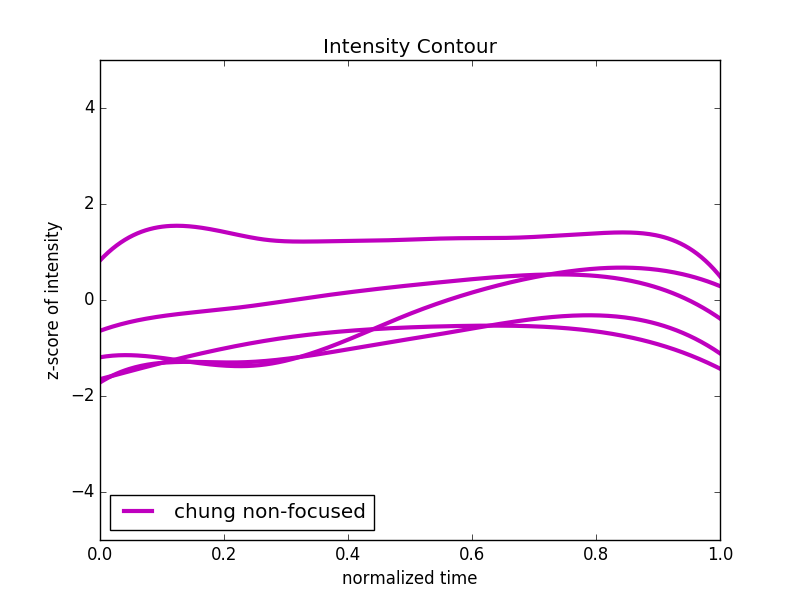 Intensity Contour
4
2
0
−2
−4
z-score of intensity
chung non-focused
0.0 0.2 0.4 0.6 0.8 1.0
normalized time